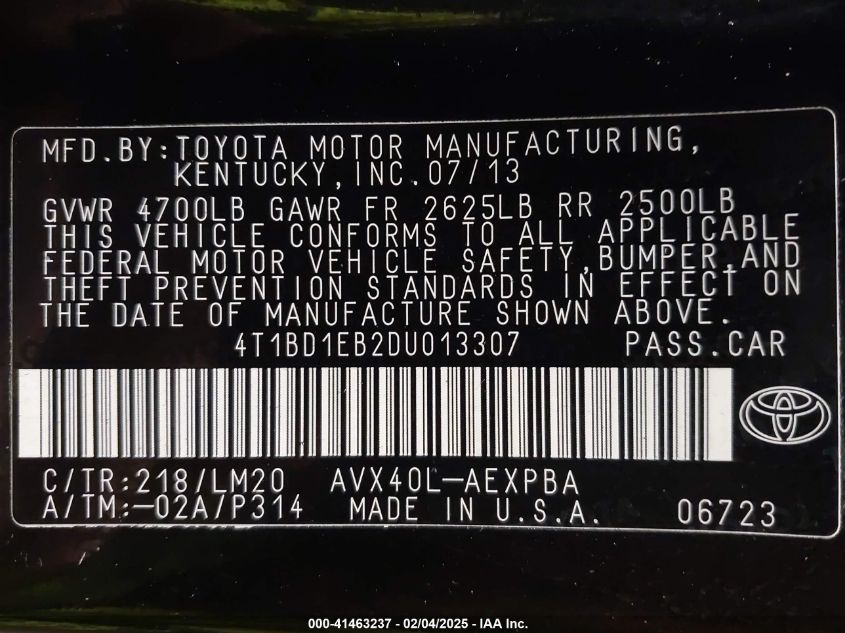 MFD.BY:TOYOTA MOTOR MANUFACTURING,
KENTUCKY,INC.07/13
GVWR 4700LB GAWR FR 2625LB RR 2500LB
THIS VEHICLE CONFORMS TO ALL APPLICABLE
FEDERAL MOTOR VEHICLE SAFETY,BUMPER,AND
THEFT PREVENTION STANDARDS IN EFFECT ON
THE DATE OF MANUFACTURE SHOWN ABOVE.
4T1BD1EB2DU013307 PASS.CAR
C/TR:218/LM20 AVX40L-AEXPBA
A/TM:-02A/P314 MADE IN U.S.A. 06723
000-41463237 - 02/04/2025 - IAA Inc.